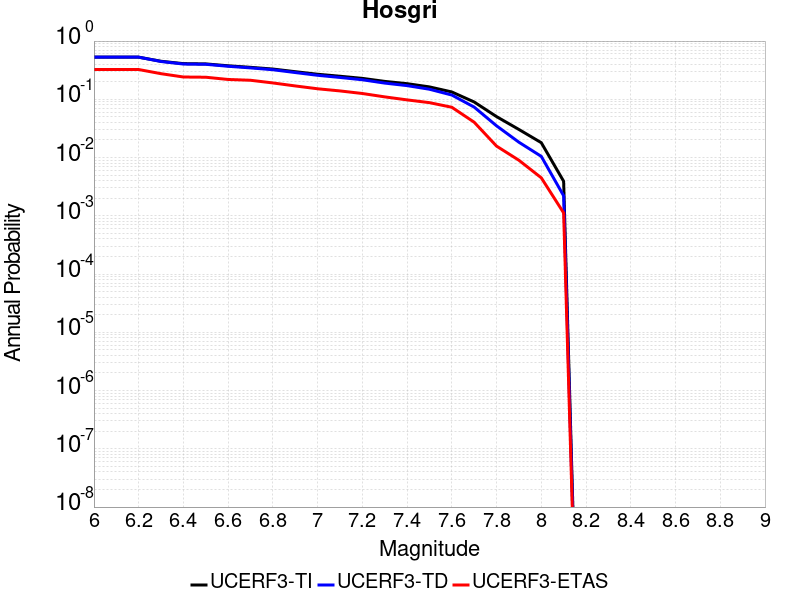 Hosgri
10^0
10^-1
10^-2
10^-3
10^-4
10^-5
10^-6
10^-7
10^-8
Annual Probability
6 6.2 6.4 6.6 6.8 7 7.2 7.4 7.6 7.8 8 8.2 8.4 8.6 8.8 9
Magnitude
UCERF3-TI UCERF3-TD UCERF3-ETAS